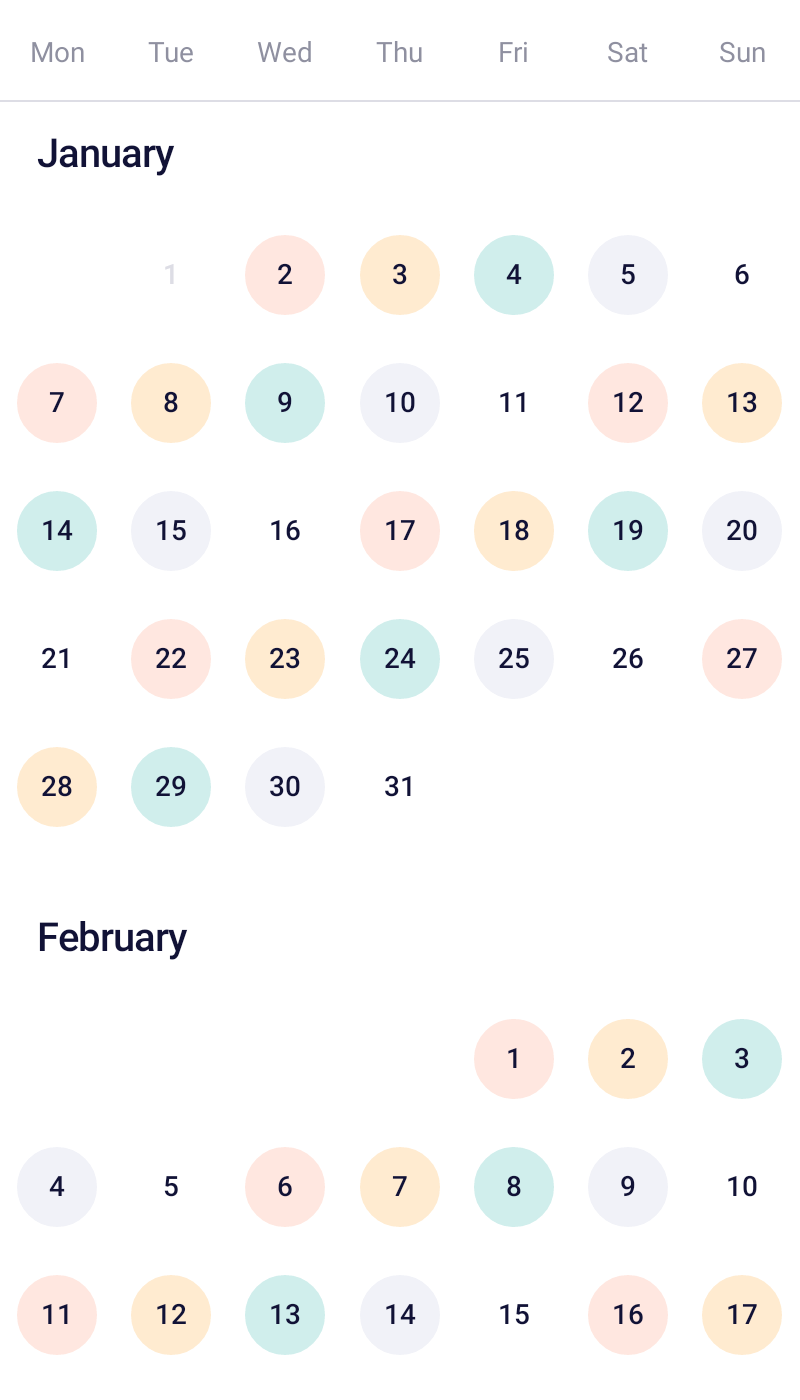 Mon Tue Wed Thu Fri Sat Sun
January
1 2 3 4 5 6
7 8 9 10 11 12 13
14 15 16 17 18 19 20
21 22 23 24 25 26 27
28 29 30 31
February
1 2 3
4 5 6 7 8 9 10
11 12 13 14 15 16 17